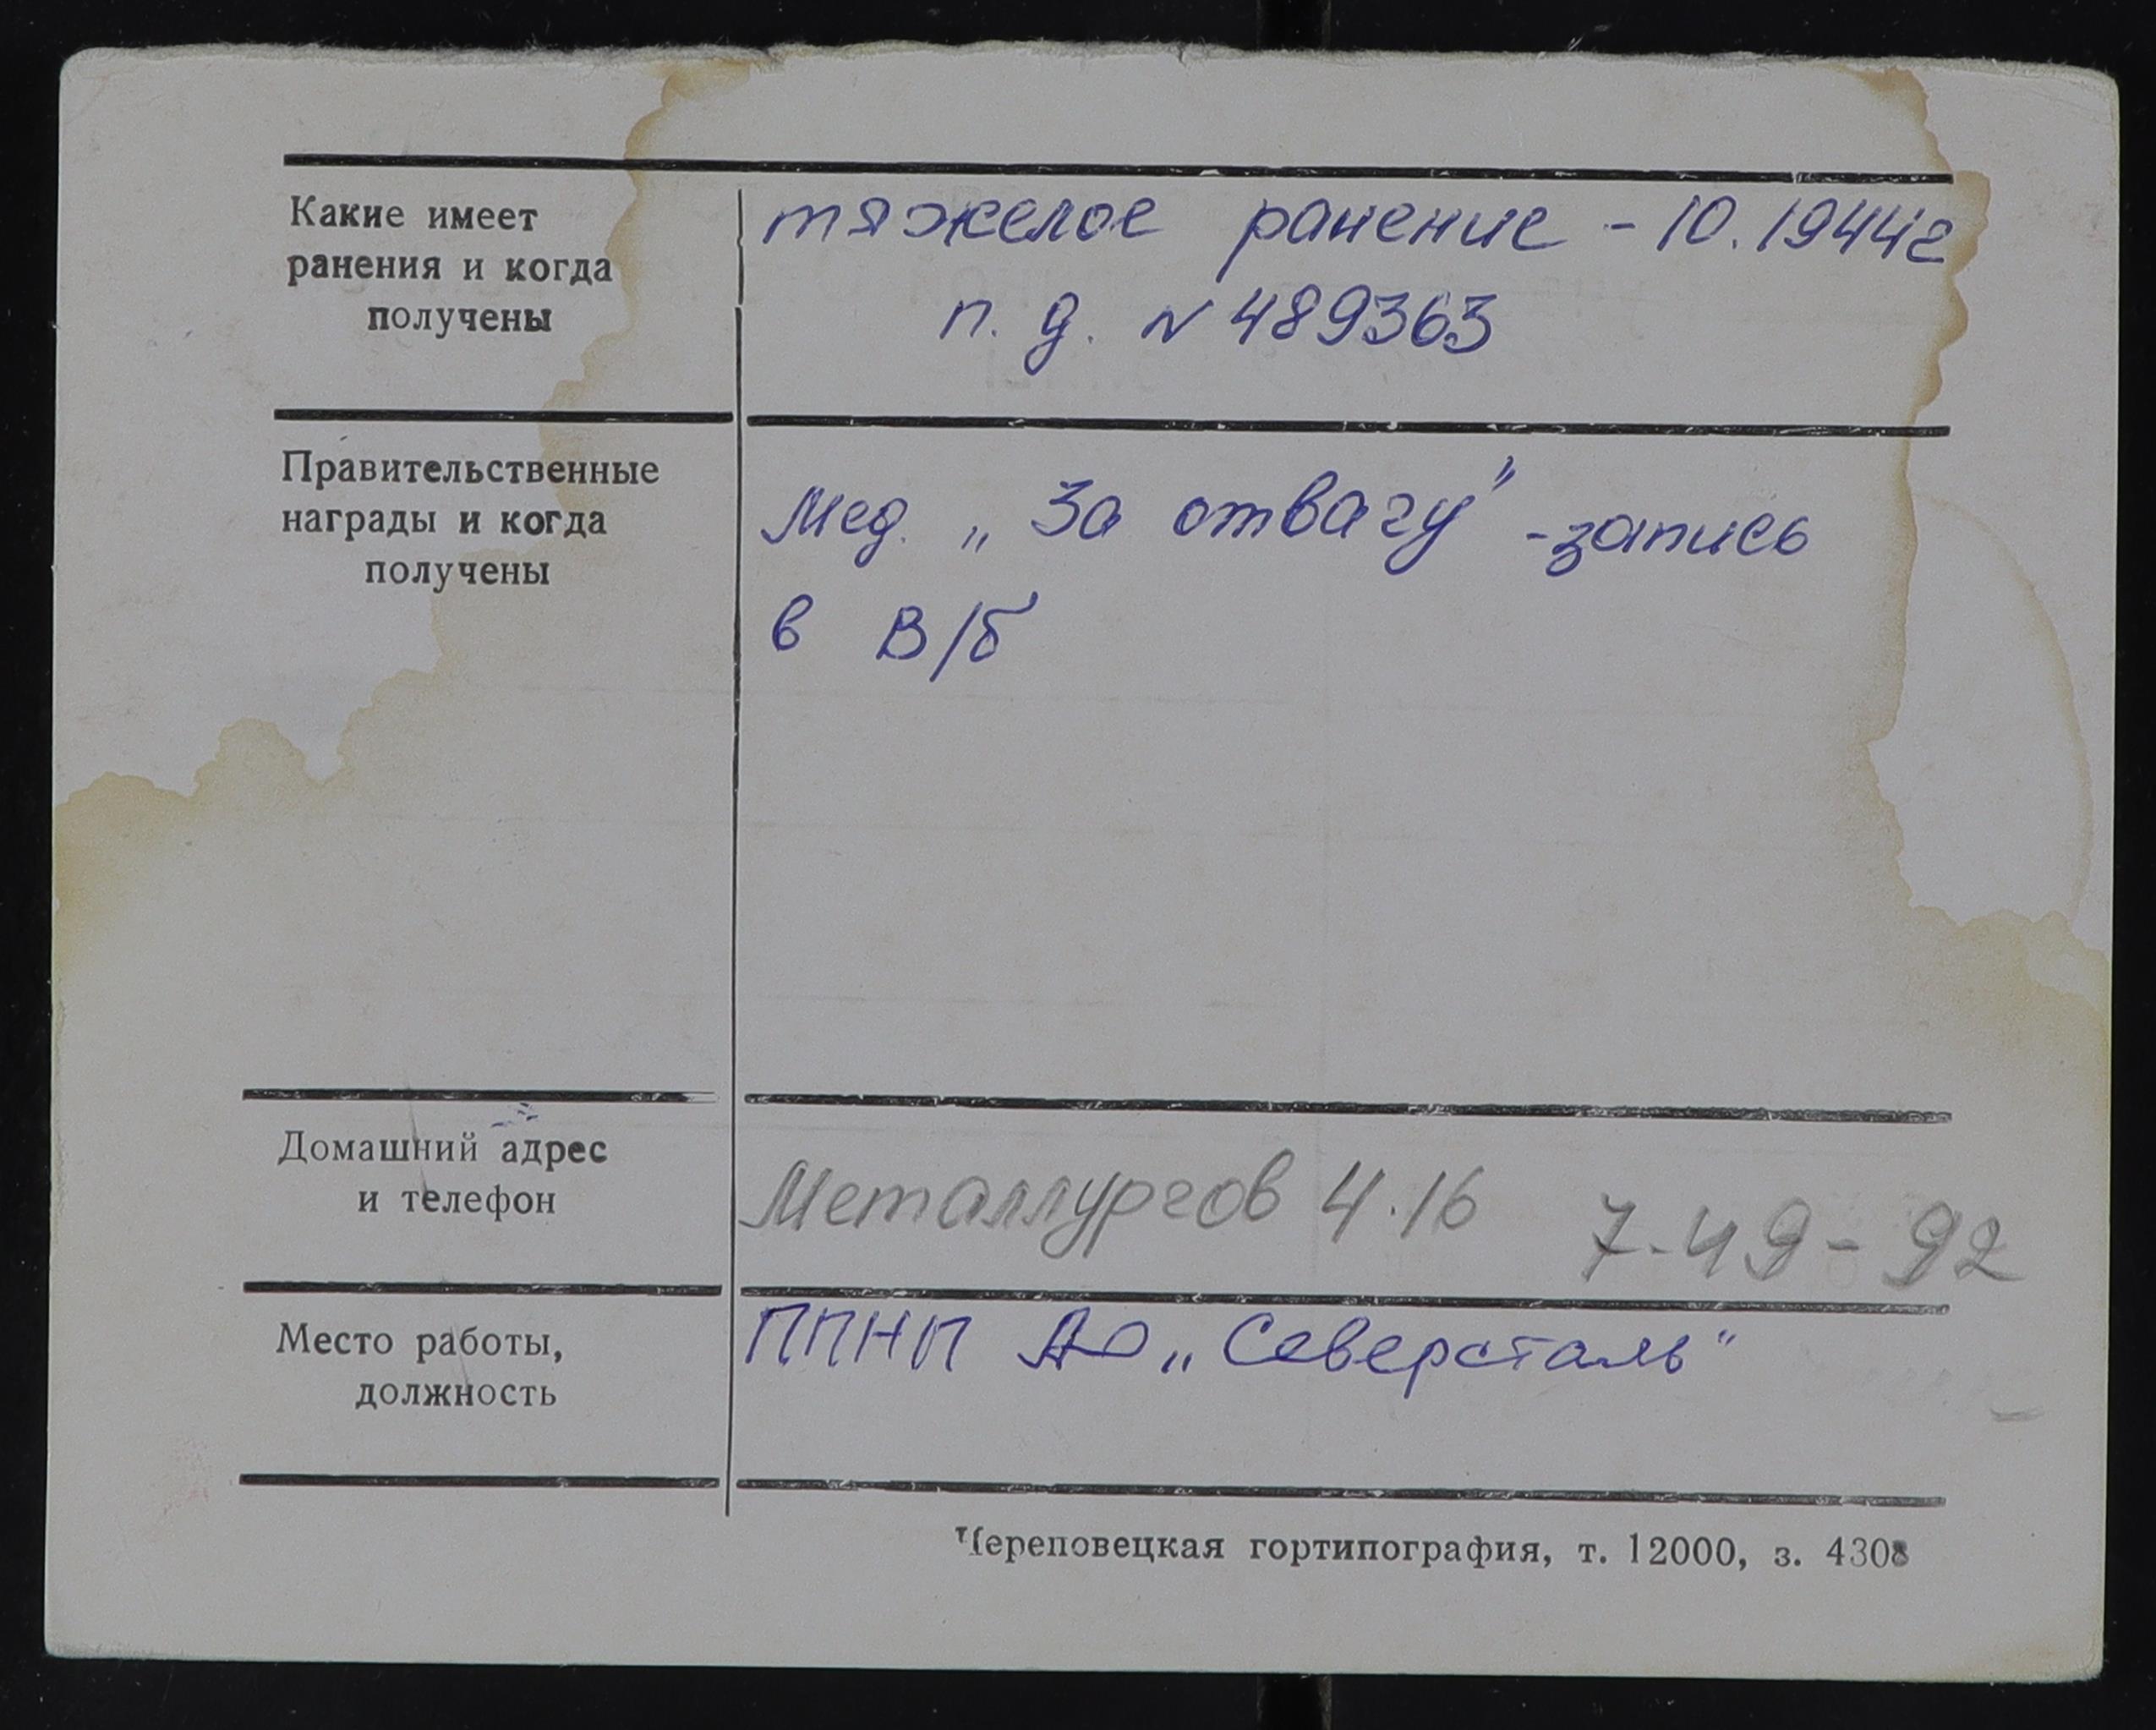 Какие имеет
ранения и когда
получены
тяжелое ранение - 10.1944г
п. д. N 489363
Правительственные
награды и когда
получены
Мед. „За отвагу" - запись
в В/б
Домашний адрес
и телефон
Металлургов 4.16 7-49-92
Место работы,
должность
ППНП АО „Северсталь"
Череповецкая гортипография, т. 12000, з. 4308